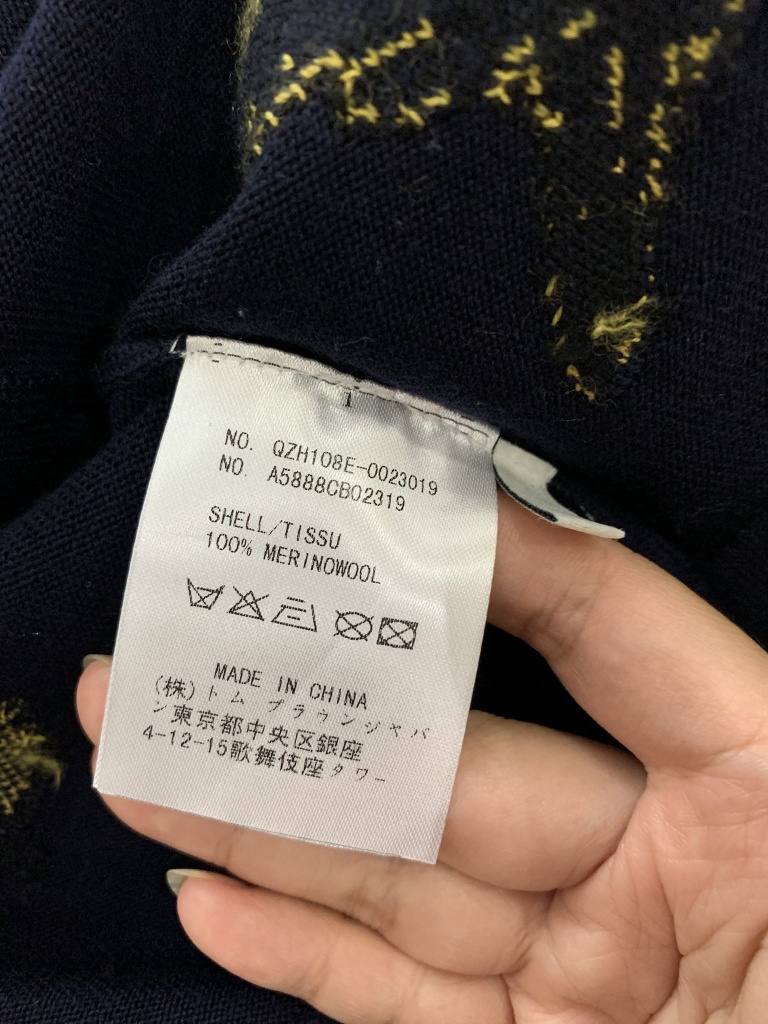 1
NO. QZH108E-0023019
NO. A5888CB02319
SHELL/TISSU
100% MERINOWOOL
MADE IN CHINA
(株)トム ブラウンジャパ
ン東京都中央区銀座
4-12-15歌舞伎座タワー